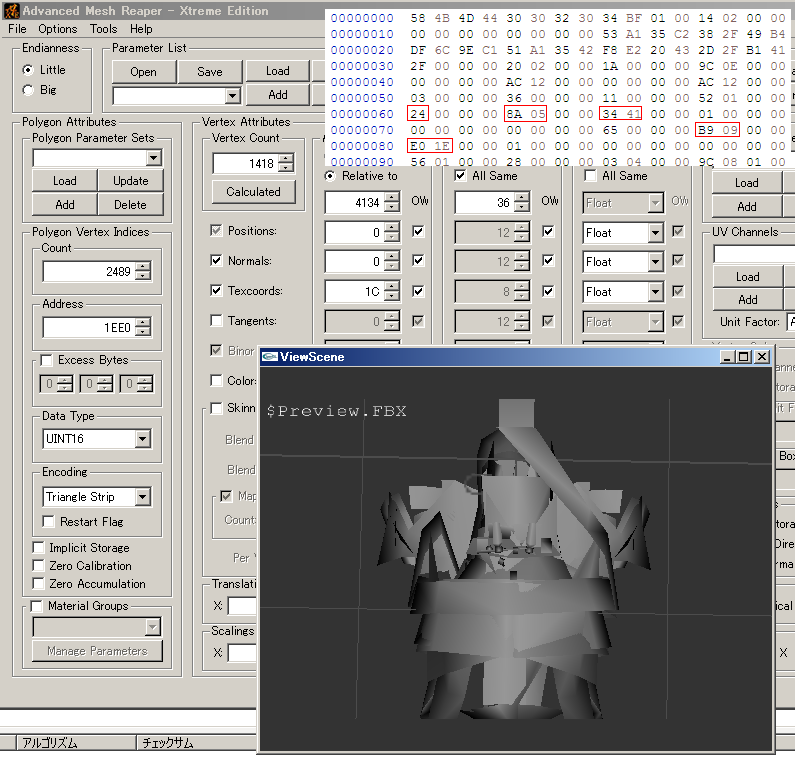 Advanced Mesh Reaper - Xtreme Edition
File Options Tools Help
00000000 58 4B 4D 44 30 30 32 30 34 BF 01 00 14 02 00 00
00000010 00 00 00 00 00 00 00 00 53 A1 35 C2 38 2F 49 B4
00000020 DF 6C 9E C1 51 A1 35 42 F8 E2 20 43 2D 2F B1 41
00000030 2F 00 00 00 20 02 00 00 1A 00 00 00 9C 0E 00 00
00000040 00 00 00 00 AC 12 00 00 00 00 00 00 AC 12 00 00
00000050 03 00 00 00 36 00 00 00 11 00 00 00 52 01 00 00
00000060 24 00 00 00 8A 05 00 00 34 41 00 00 01 00 00 00
00000070 00 00 00 00 00 00 00 00 65 00 00 00 B9 09 00 00
00000080 E0 1E 00 00 01 00 00 00 00 00 00 00 00 00 00 00
00000090 56 01 00 00 28 00 00 00 03 04 00 00 9C 08 01 00
Endianness
Little
Big
Parameter List
Open Save Load
Add
Polygon Attributes
Polygon Parameter Sets
Load Update
Add Delete
Polygon Vertex Indices
Count
2489
Address
1EE0
Excess Bytes
0 0 0
Data Type
UINT16
Encoding
Triangle Strip
Restart Flag
Implicit Storage
Zero Calibration
Zero Accumulation
Material Groups
Manage Parameters
Vertex Attributes
Vertex Count
1418
Calculated
Relative to All Same All Same
4134 OW 36 OW Float OW
Positions: 0 12 Float
Normals: 0 12 Float
Texcoords: 1C 8 Float
Tangents: 0 12 Float
Load
Add
UV Channels
Load
Add
Unit Factor:
Blend
Blend
Count:
Per
X:
Scalings
X:
X
ViewScene
$Preview.FBX
アルゴリズム チェックサム